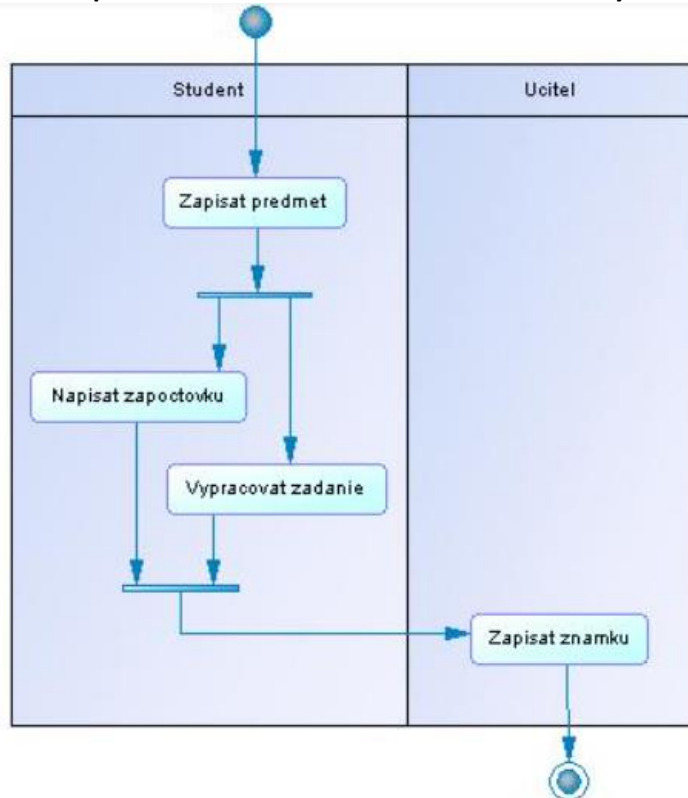 Student
Ucitel
Zapisat predmet
Napisat zapoctovku
Vypracovat zadanie
Zapisat znamku